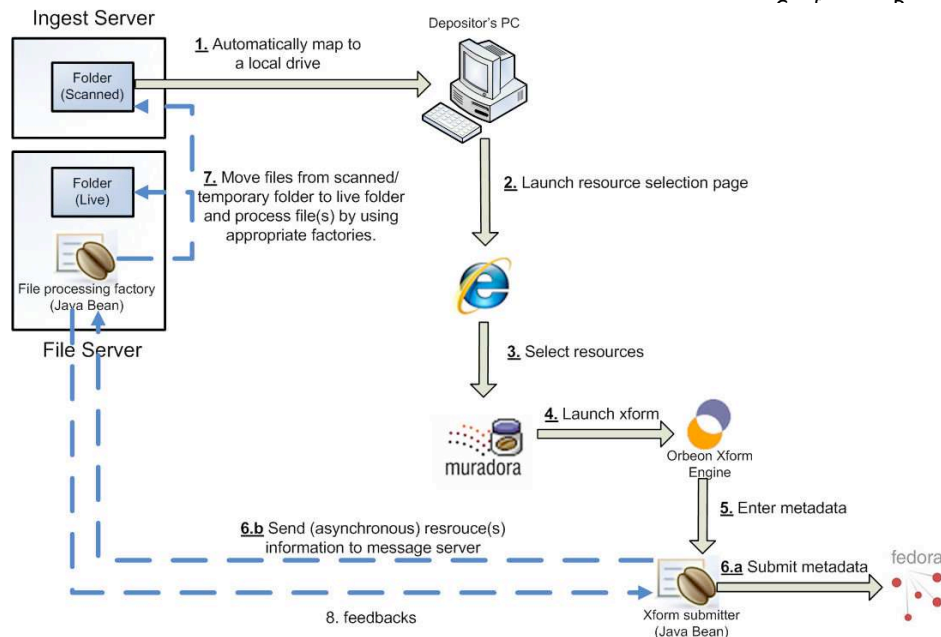 Ingest Server
Depositor's PC
1. Automatically map to
a local drive
Folder
(Scanned)
Folder
(Live)
7. Move files from scanned/
temporary folder to live folder
and process file(s) by using
appropriate factories.
2. Launch resource selection page
File processing factory
(Java Bean)
File Server
3. Select resources
4. Launch xform
muradora
Orbeon Xform
Engine
5. Enter metadata
6.b Send (asynchronous) resrouce(s)
information to message server
6.a Submit metadata
fedora
8. feedbacks
Xform submitter
(Java Bean)